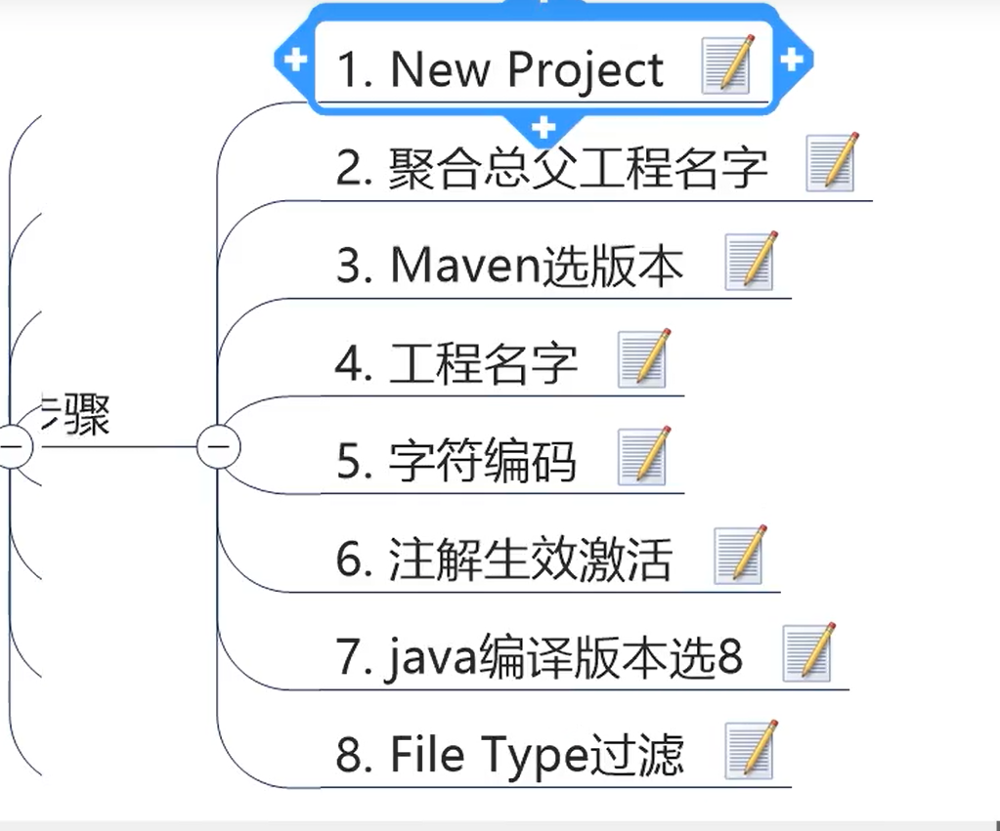 1. New Project
2. 聚合总父工程名字
3. Maven选版本
4. 工程名字
步骤
5. 字符编码
6. 注解生效激活
7. java编译版本选8
8. File Type过滤